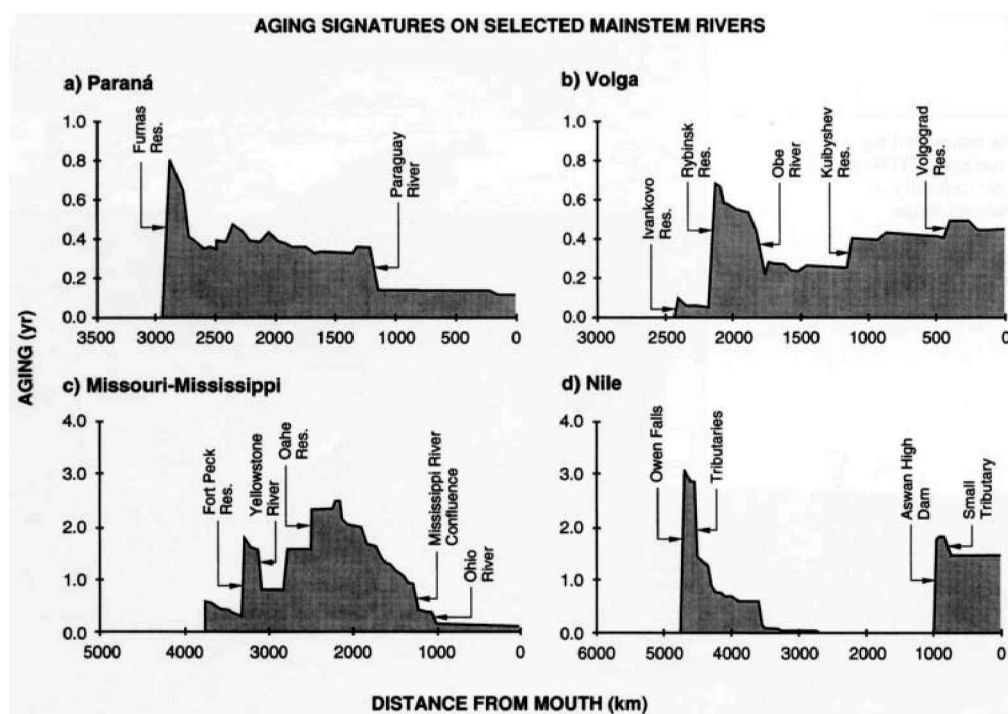 AGING SIGNATURES ON SELECTED MAINSTEM RIVERS
a) Paraná
1.0
0.8
0.6
0.4
0.2
0.0
Furnas
Res.
Paraguay
River
3500 3000 2500 2000 1500 1000 500 0
b) Volga
1.0
0.8
0.6
0.4
0.2
0.0
Ivankovo
Res.
Rybinsk
Res.
Obe
River
Kuibyshev
Res.
Volgograd
Res.
3000 2500 2000 1500 1000 500 0
AGING (yr)
c) Missouri-Mississippi
4.0
3.0
2.0
1.0
0.0
Fort Peck
Res.
Yellowstone
River
Oahe
Res.
Mississippi River
Confluence
Ohio
River
5000 4000 3000 2000 1000 0
d) Nile
4.0
3.0
2.0
1.0
0.0
Owen Falls
Tributaries
Aswan High
Dam
Small
Tributary
6000 5000 4000 3000 2000 1000 0
DISTANCE FROM MOUTH (km)